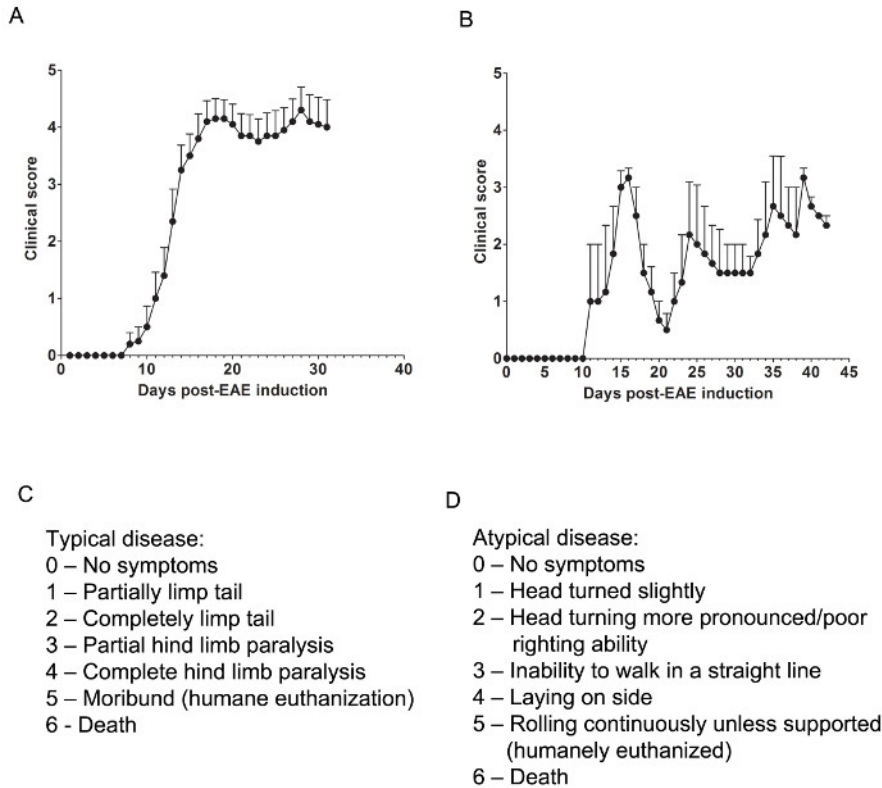 A
B
5
4
3
2
1
0
Clinical score
0
10
20
30
40
Days post-EAE induction
5
4
3
2
1
0
Clinical score
0
5
10
15
20
25
30
35
40
45
Days post-EAE induction
C
Typical disease:
0 – No symptoms
1 – Partially limp tail
2 – Completely limp tail
3 – Partial hind limb paralysis
4 – Complete hind limb paralysis
5 – Moribund (humane euthanization)
6 - Death
D
Atypical disease:
0 – No symptoms
1 – Head turned slightly
2 – Head turning more pronounced/poor
righting ability
3 – Inability to walk in a straight line
4 – Laying on side
5 – Rolling continuously unless supported
(humanely euthanized)
6 – Death